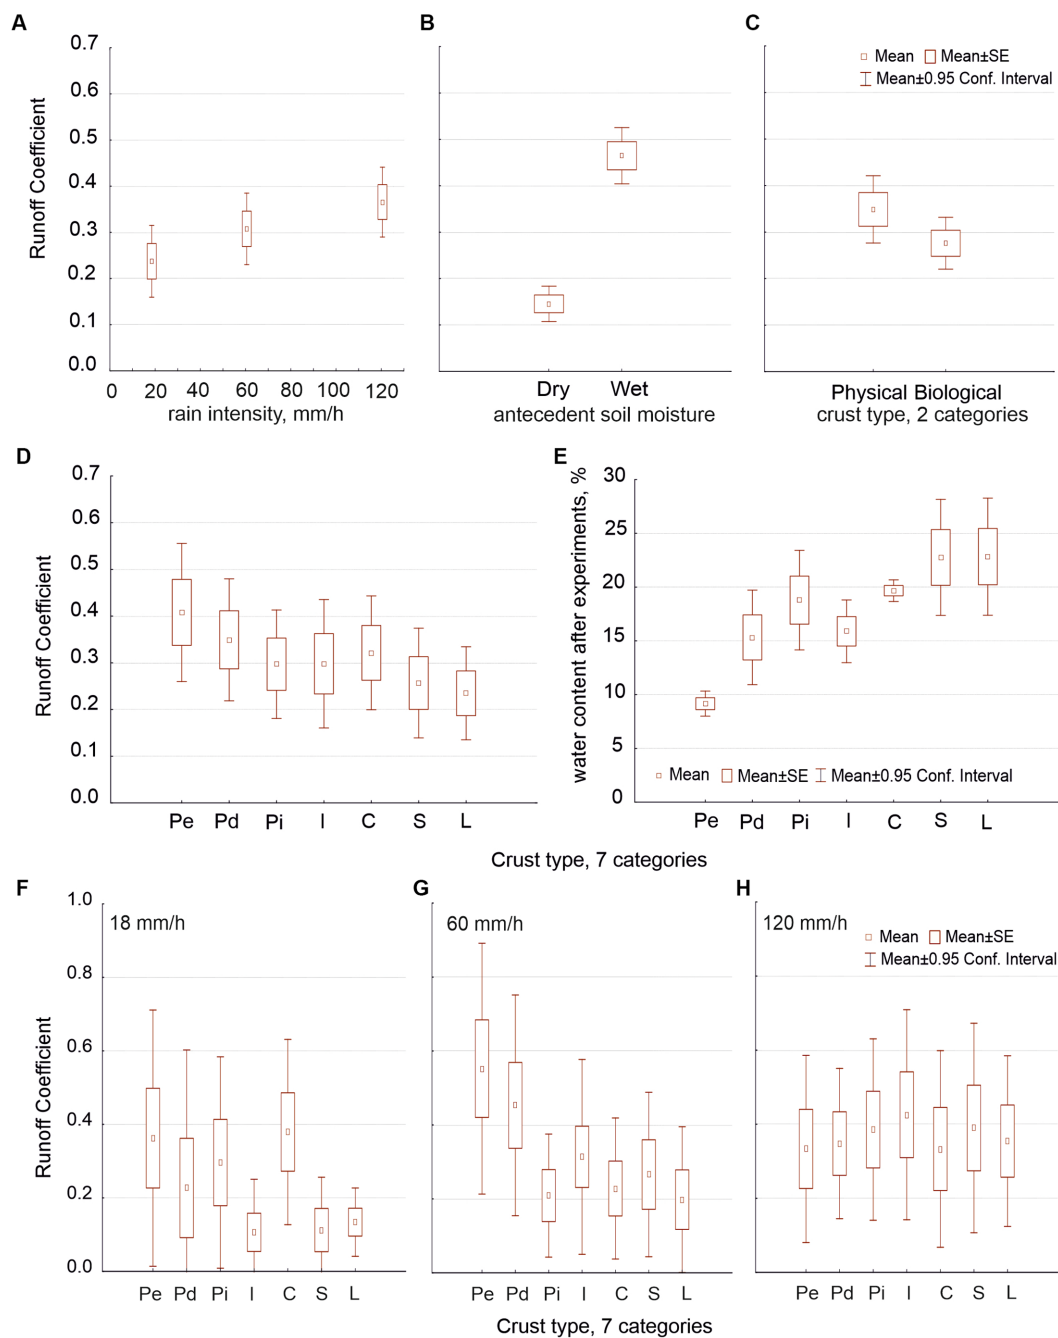 A
B
C
0.7
0.6
0.5
0.4
0.3
0.2
0.1
0.0
Runoff Coefficient
0 20 40 60 80 100 120
rain intensity, mm/h
Dry Wet
antecedent soil moisture
Mean Mean±SE
Mean±0.95 Conf. Interval
Physical Biological
crust type, 2 categories
D
0.7
0.6
0.5
0.4
0.3
0.2
0.1
0.0
Runoff Coefficient
Pe Pd Pi I C S L
E
30
25
20
15
10
5
0
water content after experiments, %
Mean Mean±SE Mean±0.95 Conf. Interval
Pe Pd Pi I C S L
Crust type, 7 categories
F
G
H
1.0
0.8
0.6
0.4
0.2
0.0
Runoff Coefficient
18 mm/h
Pe Pd Pi I C S L
60 mm/h
Pe Pd Pi I C S L
120 mm/h
Mean Mean±SE
Mean±0.95 Conf. Interval
Pe Pd Pi I C S L
Crust type, 7 categories